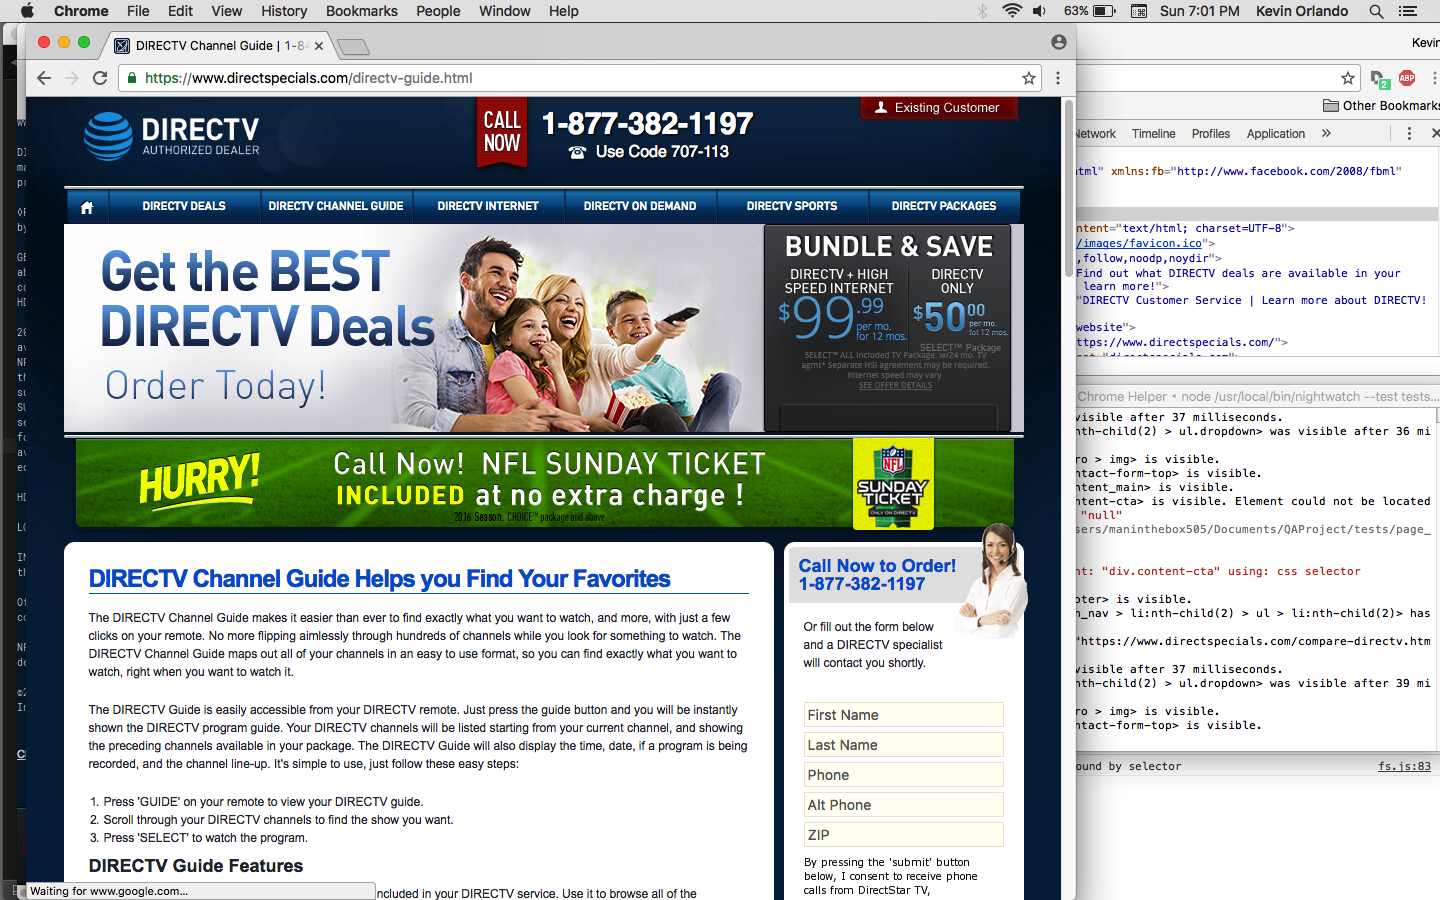 Chrome File Edit View History Bookmarks People Window Help 63% Sun 7:01 PM Kevin Orlando
DIRECTV Channel Guide | 1-84
https://www.directspecials.com/directv-guide.html
DIRECTV
AUTHORIZED DEALER
CALL
NOW
1-877-382-1197
Use Code 707-113
Existing Customer
DIRECTV DEALS DIRECTV CHANNEL GUIDE DIRECTV INTERNET DIRECTV ON DEMAND DIRECTV SPORTS DIRECTV PACKAGES
Get the BEST
DIRECTV Deals
Order Today!
BUNDLE & SAVE
DIRECTV + HIGH
SPEED INTERNET
$99.99
per mo.
for 12 mos.
DIRECTV
ONLY
$5000
per mo.
for 12 mos.
SELECT™ Package
SELECT™ ALL Included TV Package. w/24 mo. TV
agmt* Separate HSI agreement may be required.
Internet speed may vary
SEE OFFER DETAILS
HURRY!
Call Now! NFL SUNDAY TICKET
INCLUDED at no extra charge !
2016 Season. CHOICE™ package and above
NFL
SUNDAY
TICKET
ONLY ON DIRECTV
DIRECTV Channel Guide Helps you Find Your Favorites
The DIRECTV Channel Guide makes it easier than ever to find exactly what you want to watch, and more, with just a few
clicks on your remote. No more flipping aimlessly through hundreds of channels while you look for something to watch. The
DIRECTV Channel Guide maps out all of your channels in an easy to use format, so you can find exactly what you want to
watch, right when you want to watch it.
The DIRECTV Guide is easily accessible from your DIRECTV remote. Just press the guide button and you will be instantly
shown the DIRECTV program guide. Your DIRECTV channels will be listed starting from your current channel, and showing
the preceding channels available in your package. The DIRECTV Guide will also display the time, date, if a program is being
recorded, and the channel line-up. It's simple to use, just follow these easy steps:
1. Press 'GUIDE' on your remote to view your DIRECTV guide.
2. Scroll through your DIRECTV channels to find the show you want.
3. Press 'SELECT' to watch the program.
DIRECTV Guide Features
ncluded in your DIRECTV service. Use it to browse all of the
Waiting for www.google.com...
Call Now to Order!
1-877-382-1197
Or fill out the form below
and a DIRECTV specialist
will contact you shortly.
First Name
Last Name
Phone
Alt Phone
ZIP
By pressing the 'submit' button
below, I consent to receive phone
calls from DirectStar TV,
Kevin
2
ABP
Other Bookmarks
Network Timeline Profiles Application »
html" xmlns:fb="http://www.facebook.com/2008/fbml"
ntent="text/html; charset=UTF-8">
/images/favicon.ico">
,follow,noodp,noydir">
Find out what DIRECTV deals are available in your
learn more!">
"DIRECTV Customer Service | Learn more about DIRECTV!
website">
ttps://www.directspecials.com/">
Chrome Helper • node /usr/local/bin/nightwatch --test tests...
visible after 37 milliseconds.
nth-child(2) > ul.dropdown> was visible after 36 mi
ro > img> is visible.
ntact-form-top> is visible.
ntent_main> is visible.
ntent-cta> is visible. Element could not be located
"null"
sers/maninthebox505/Documents/QAProject/tests/page_
nt: "div.content-cta" using: css selector
oter> is visible.
n_nav > li:nth-child(2) > ul > li:nth-child(2)> has
"https://www.directspecials.com/compare-directv.htm
visible after 37 milliseconds.
nth-child(2) > ul.dropdown> was visible after 39 mi
ro > img> is visible.
ntact-form-top> is visible.
ound by selector fs.js:83